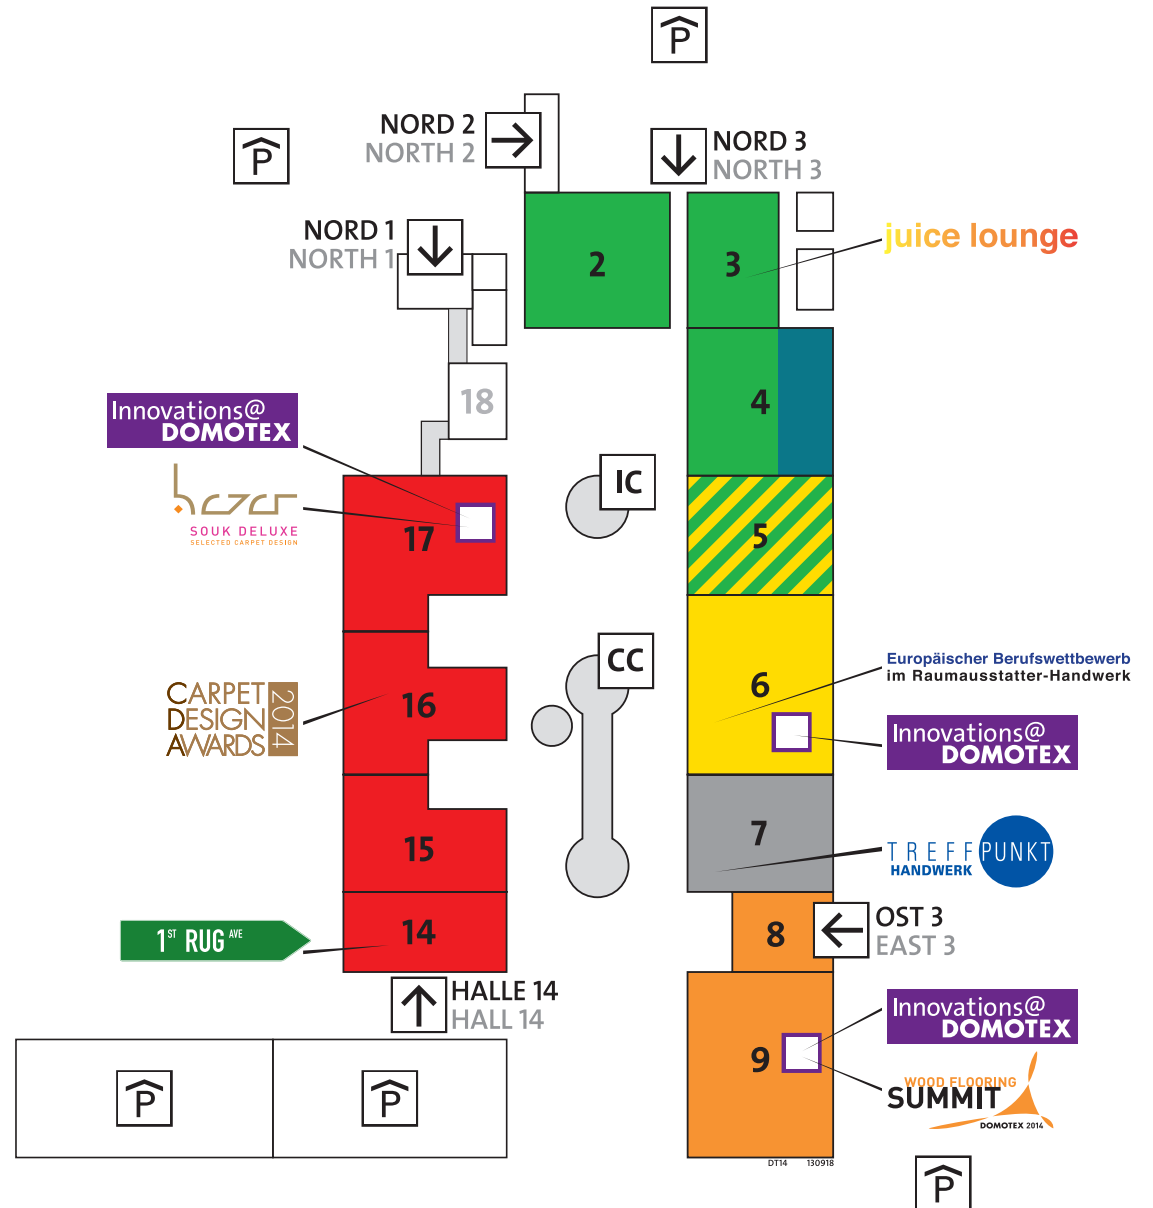 P
NORD 2
NORTH 2
NORD 3
NORTH 3
P
NORD 1
NORTH 1
2
3
juice lounge
18
4
Innovations@
DOMOTEX
IC
SOUK DELUXE
SELECTED CARPET DESIGN
17
5
CC
Europäischer Berufswettbewerb
im Raumausstatter-Handwerk
6
CARPET
DESIGN
AWARDS
2014
16
Innovations@
DOMOTEX
7
TREFFPUNKT
HANDWERK
15
1ST RUG AVE
14
8
OST 3
EAST 3
HALLE 14
HALL 14
Innovations@
DOMOTEX
9
WOOD FLOORING
SUMMIT
DOMOTEX 2014
P
P
DT14 130918
P